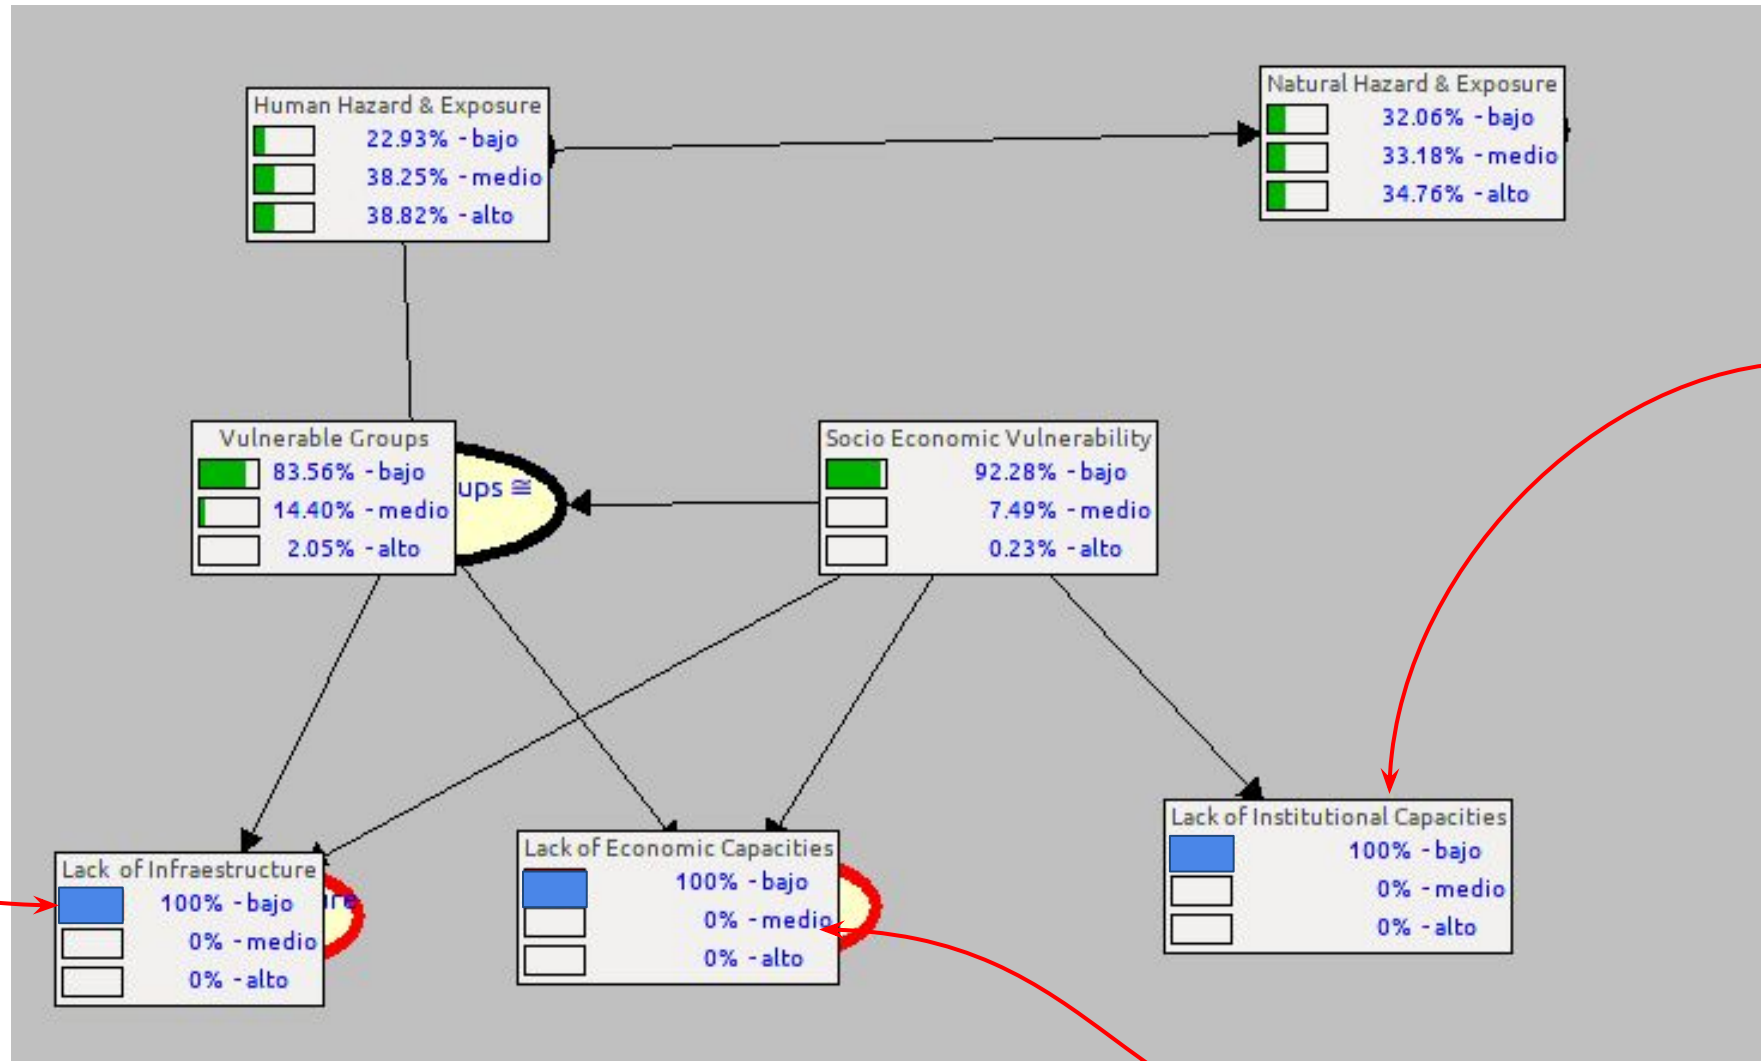 Human Hazard & Exposure
22.93% - bajo
38.25% - medio
38.82% - alto
Natural Hazard & Exposure
32.06% - bajo
33.18% - medio
34.76% - alto
Vulnerable Groups
83.56% - bajo
14.40% - medio
2.05% - alto
ups ≅
Socio Economic Vulnerability
92.28% - bajo
7.49% - medio
0.23% - alto
Lack of Infraestructure
100% - bajo
0% - medio
0% - alto
Lack of Economic Capacities
100% - bajo
0% - medio
0% - alto
Lack of Institutional Capacities
100% - bajo
0% - medio
0% - alto